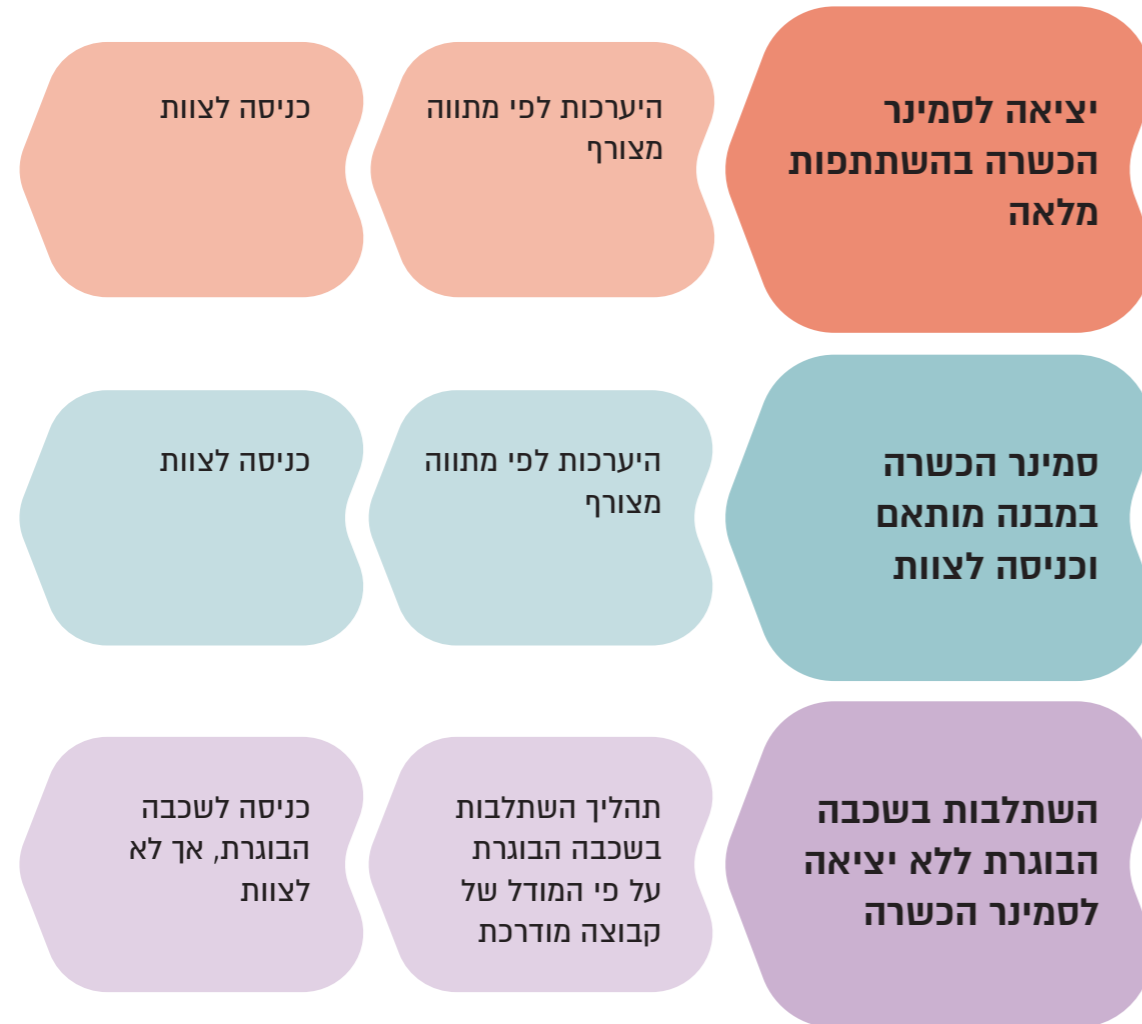 יציאה לסמינר
הכשרה בהשתתפות
מלאה
היערכות לפי מתווה
מצורף
כניסה לצוות
סמינר הכשרה
במבנה מותאם
וכניסה לצוות
היערכות לפי מתווה
מצורף
כניסה לצוות
השתלבות בשכבה
הבוגרת ללא יציאה
לסמינר הכשרה
תהליך השתלבות
בשכבה הבוגרת
על פי המודל של
קבוצה מודרכת
כניסה לשכבה
הבוגרת, אך לא
לצוות